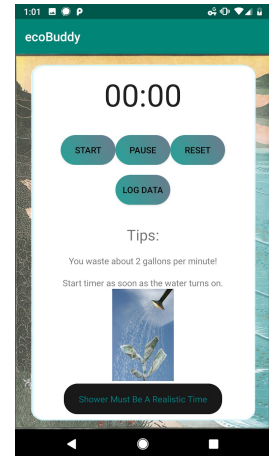 1:01
ecoBuddy
00:00
START PAUSE RESET
LOG DATA
Tips:
You waste about 2 gallons per minute!
Start timer as soon as the water turns on.
Shower Must Be A Realistic Time